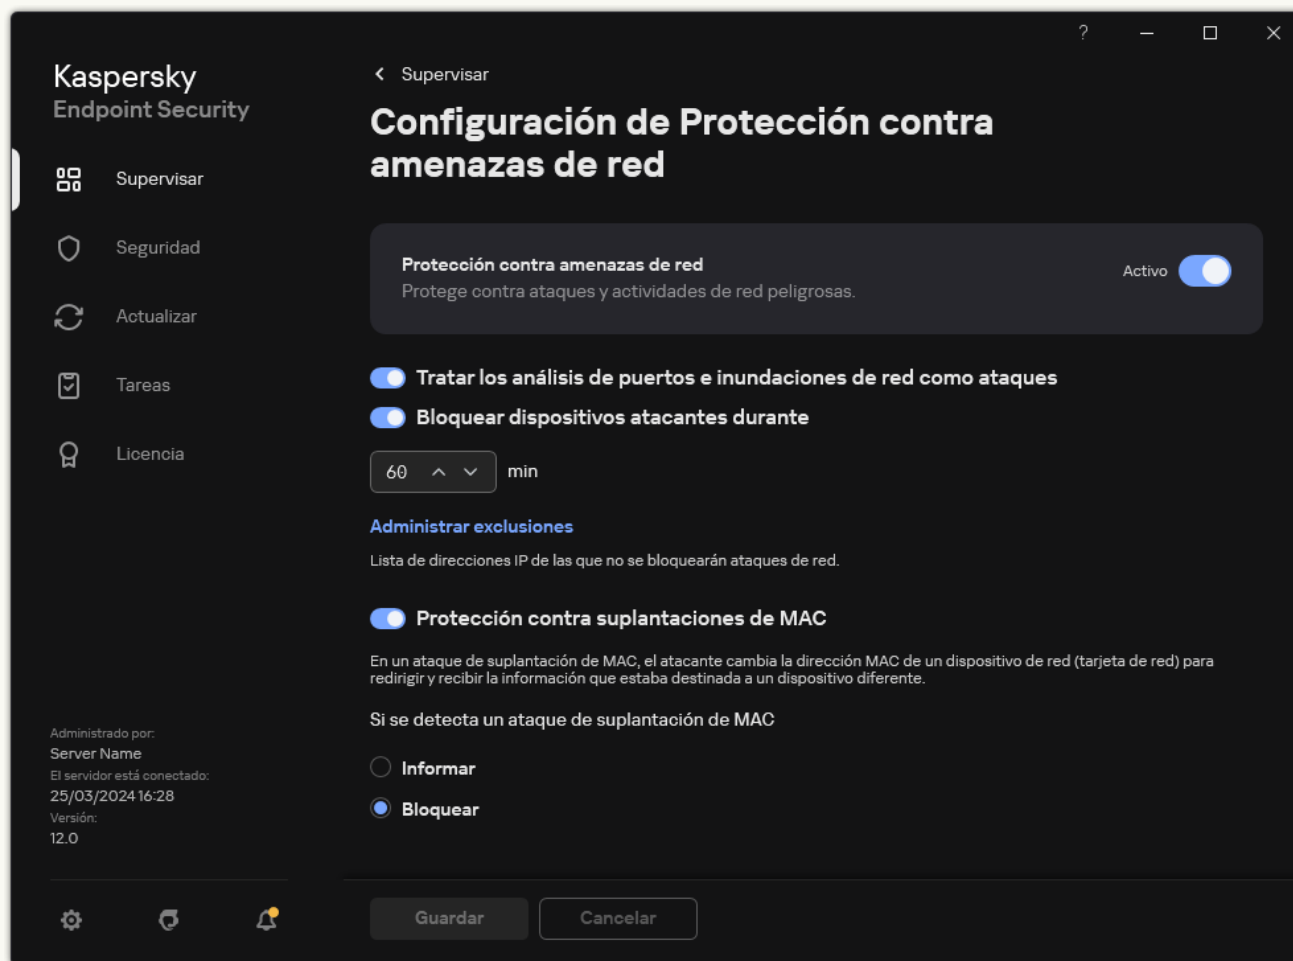 ?
Kaspersky
Endpoint Security
Supervisar
Seguridad
Actualizar
Tareas
Licencia
Administrado por:
Server Name
El servidor está conectado:
25/03/2024 16:28
Versión:
12.0
Supervisar
Configuración de Protección contra
amenazas de red
Protección contra amenazas de red
Protege contra ataques y actividades de red peligrosas.
Activo
Tratar los análisis de puertos e inundaciones de red como ataques
Bloquear dispositivos atacantes durante
60 min
Administrar exclusiones
Lista de direcciones IP de las que no se bloquearán ataques de red.
Protección contra suplantaciones de MAC
En un ataque de suplantación de MAC, el atacante cambia la dirección MAC de un dispositivo de red (tarjeta de red) para
redirigir y recibir la información que estaba destinada a un dispositivo diferente.
Si se detecta un ataque de suplantación de MAC
Informar
Bloquear
Guardar
Cancelar